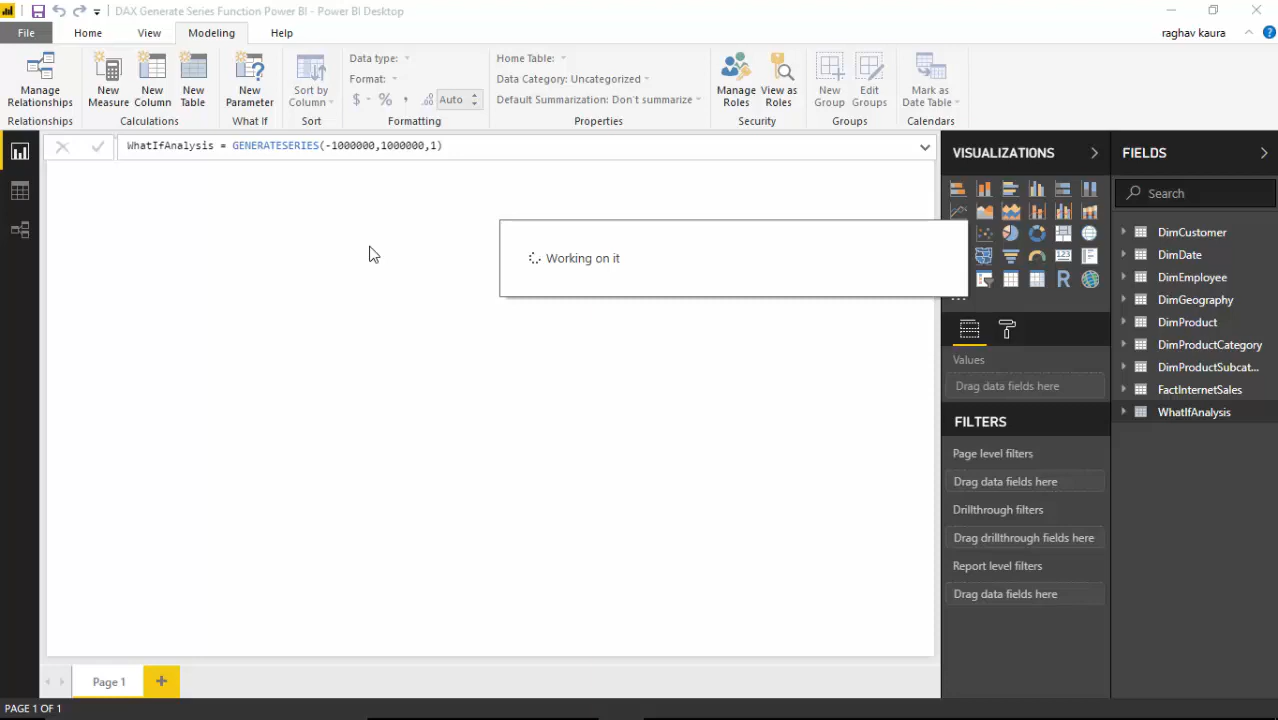 DAX Generate Series Function Power BI - Power BI Desktop
File Home View Modeling Help raghav kaura
Manage Relationships
New Measure
New Column
New Table
New Parameter
Sort by Column
Data type:
Format:
$ % , .00 Auto
Home Table:
Data Category: Uncategorized
Default Summarization: Don't summarize
Manage Roles
View as Roles
New Group
Edit Groups
Mark as Date Table
Relationships Calculations What If Sort Formatting Properties Security Groups Calendars
WhatIfAnalysis = GENERATESERIES(-1000000,1000000,1)
Working on it
VISUALIZATIONS
R
123
Values
Drag data fields here
FILTERS
Page level filters
Drag data fields here
Drillthrough filters
Drag drillthrough fields here
Report level filters
Drag data fields here
FIELDS
Search
DimCustomer
DimDate
DimEmployee
DimGeography
DimProduct
DimProductCategory
DimProductSubcat...
FactInternetSales
WhatIfAnalysis
Page 1
PAGE 1 OF 1